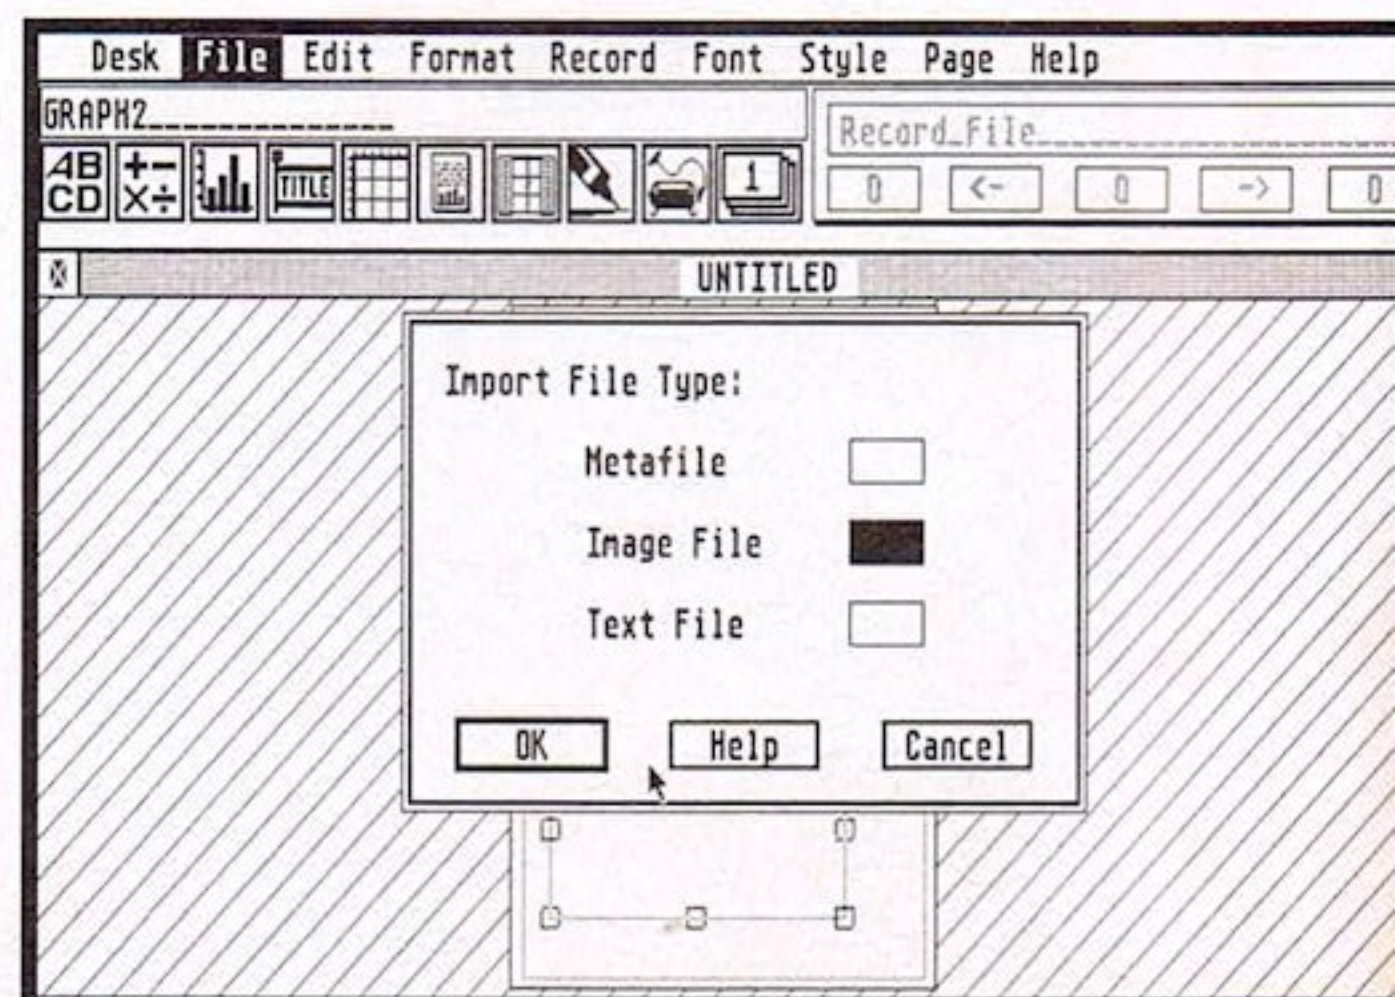 Desk File Edit Format Record Font Style Page Help
GRAPH2______________
Record_File
AB CD
+- X÷
TITLE
1
0 <- 0 -> 0
UNTITLED
Import File Type:
Metafile
Image File
Text File
OK Help Cancel